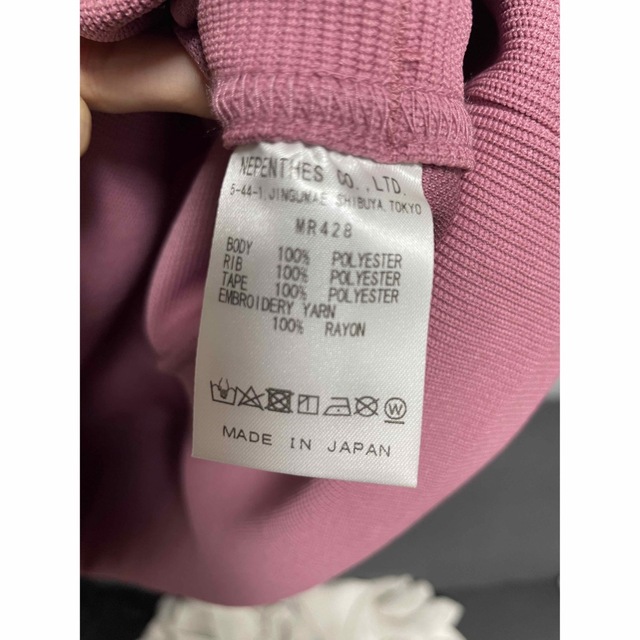 NEPENTHES CO.,LTD.
5-44-1,JINGUMAE,SHIBUYA,TOKYO
MR428
BODY 100% POLYESTER
RIB 100% POLYESTER
TAPE 100% POLYESTER
EMBROIDERY YARN
100% RAYON
W
MADE IN JAPAN